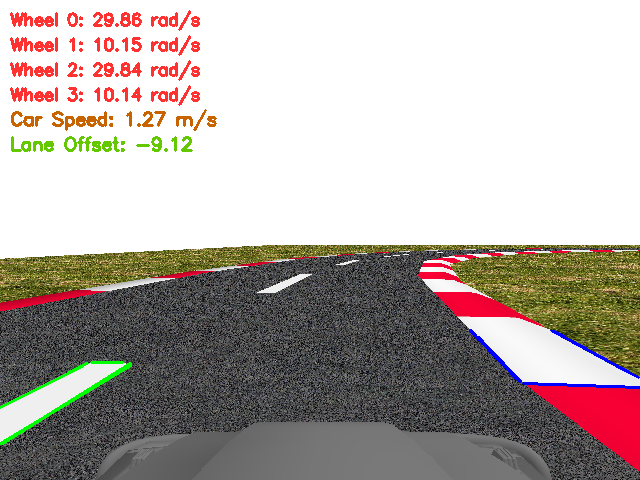 Wheel 0: 29.86 rad/s
Wheel 1: 10.15 rad/s
Wheel 2: 29.84 rad/s
Wheel 3: 10.14 rad/s
Car Speed: 1.27 m/s
Lane Offset: -9.12